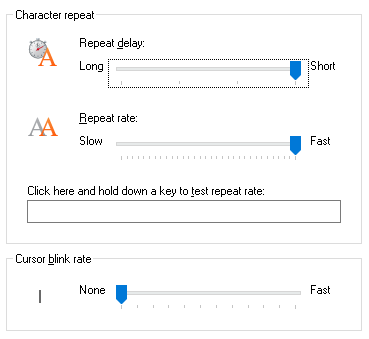 Character repeat
Repeat delay:
Long Short
Repeat rate:
Slow Fast
Click here and hold down a key to test repeat rate:
Cursor blink rate
None Fast